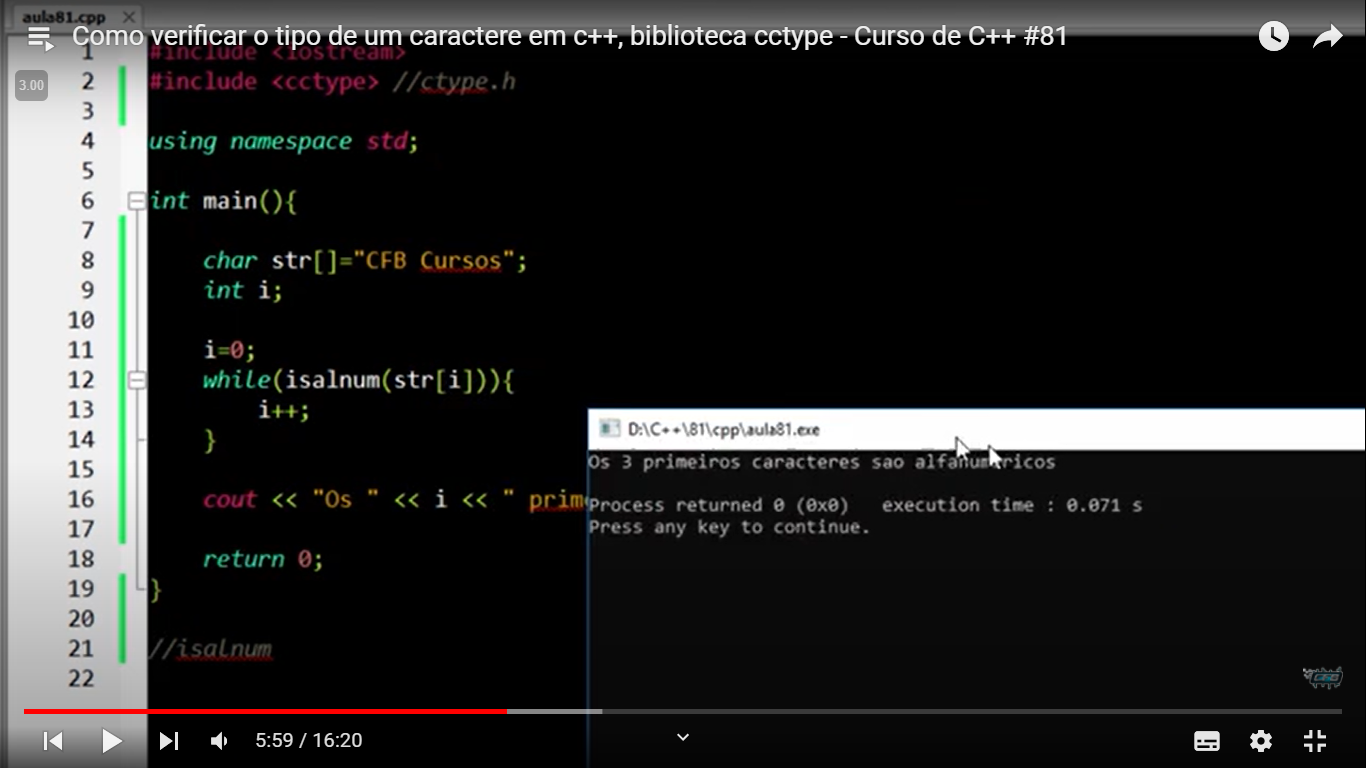 aula81.cpp
Como verificar o tipo de um caractere em c++, biblioteca cctype - Curso de C++ #81
3.00
1 #include <iostream>
2 #include <cctype> //ctype.h
3
4 using namespace std;
5
6 int main(){
7
8 char str[]="CFB Cursos";
9 int i;
10
11 i=0;
12 while(isalnum(str[i])){
13 i++;
14 }
15
16 cout << "Os " << i << " prim
17
18 return 0;
19 }
20
21 //isalnum
22
D:\C++\81\cpp\aula81.exe
Os 3 primeiros caracteres sao alfanumericos
Process returned 0 (0x0) execution time : 0.071 s
Press any key to continue.
CFB
5:59 / 16:20